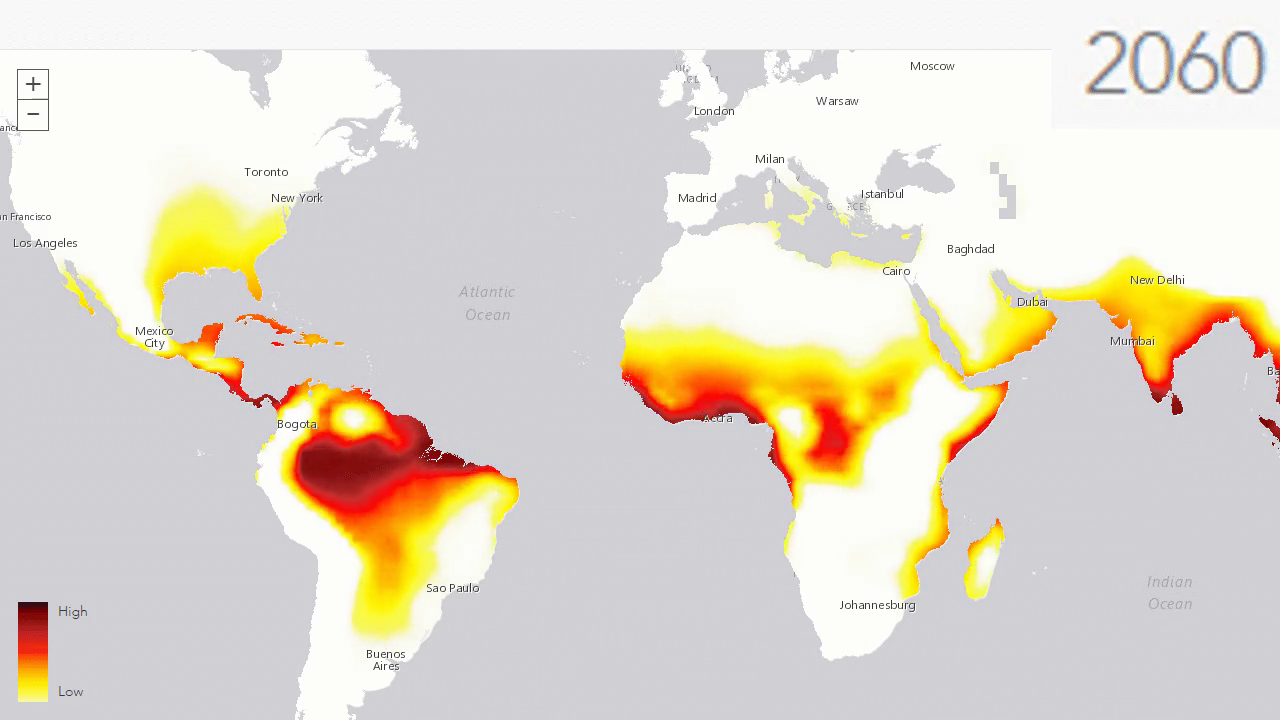 2060
+
−
Moscow
Warsaw
London
Toronto
Milan
New York
Madrid
Istanbul
n Francisco
Los Angeles
Baghdad
Cairo
New Delhi
Atlantic
Ocean
Dubai
Mexico
City
Mumbai
Ba
Accra
Bogota
Indian
Ocean
Sao Paulo
Johannesburg
High
Buenos
Aires
Low